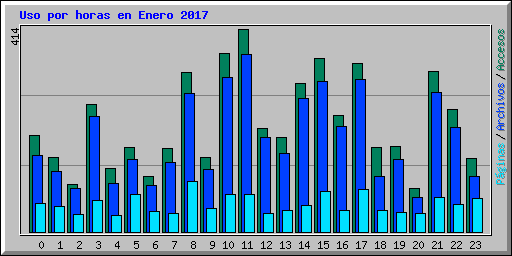 Uso por horas en Enero 2017
414
Páginas / Archivos / Accesos
0 1 2 3 4 5 6 7 8 9 10 11 12 13 14 15 16 17 18 19 20 21 22 23